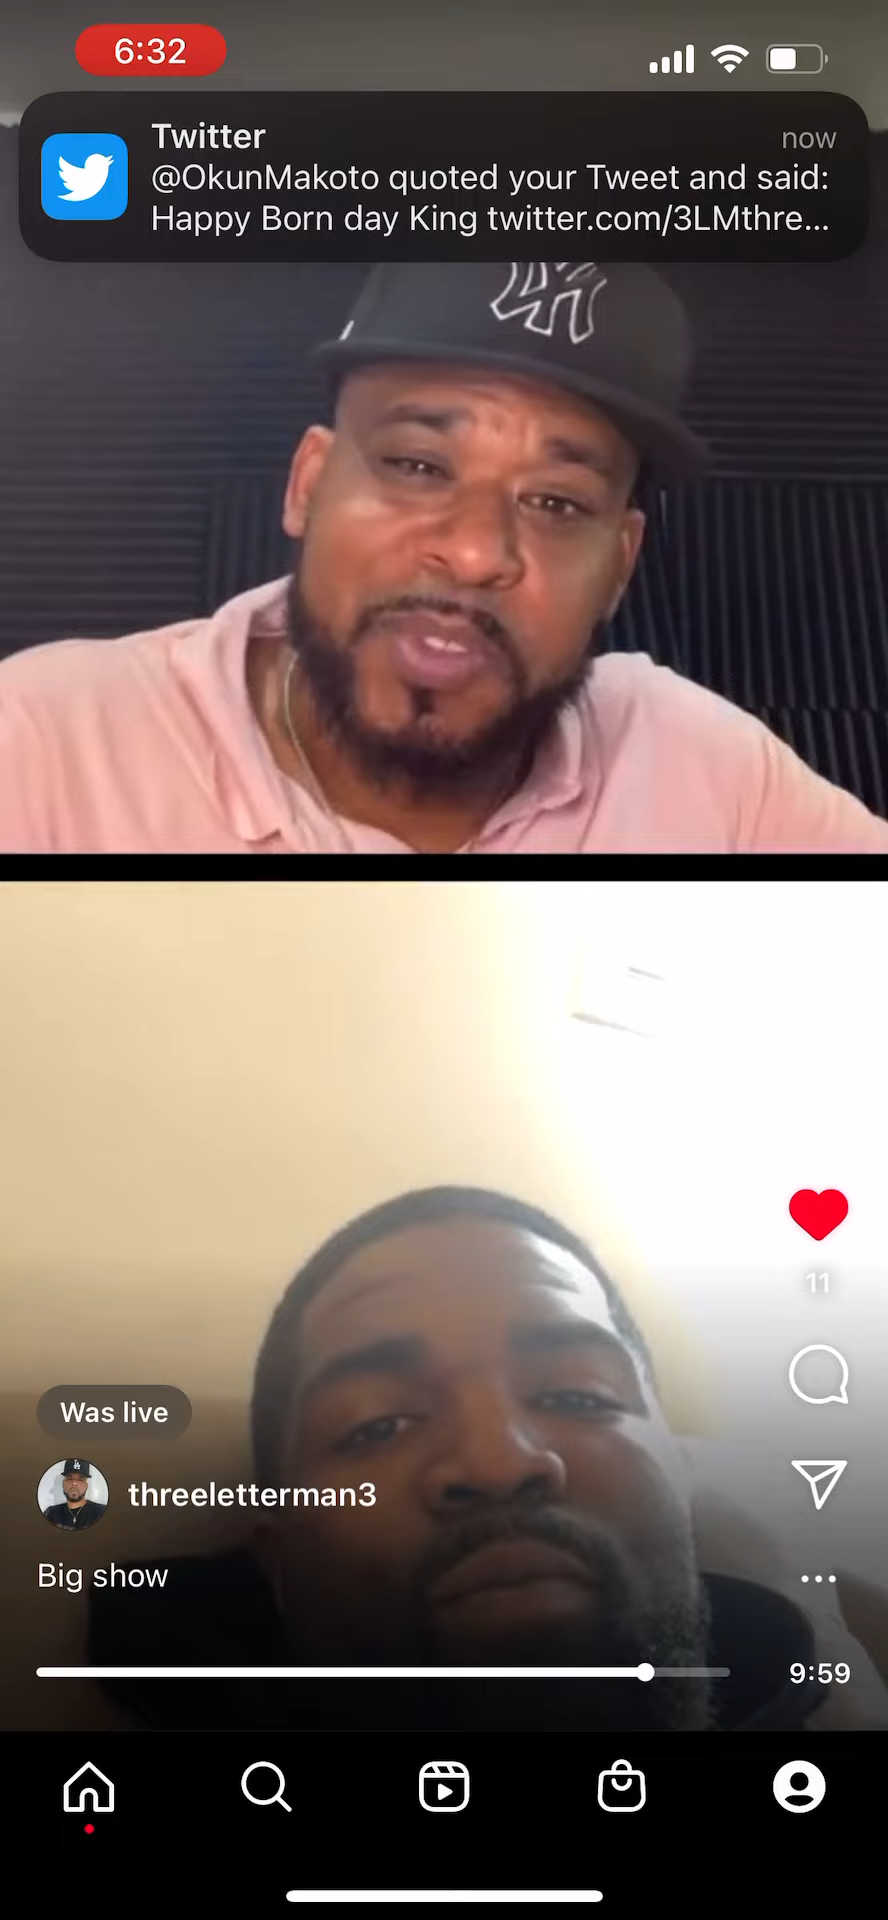 6:32
Twitter
now
@OkunMakoto quoted your Tweet and said:
Happy Born day King twitter.com/3LMthre...
11
Was live
threeletterman3
Big show
9:59